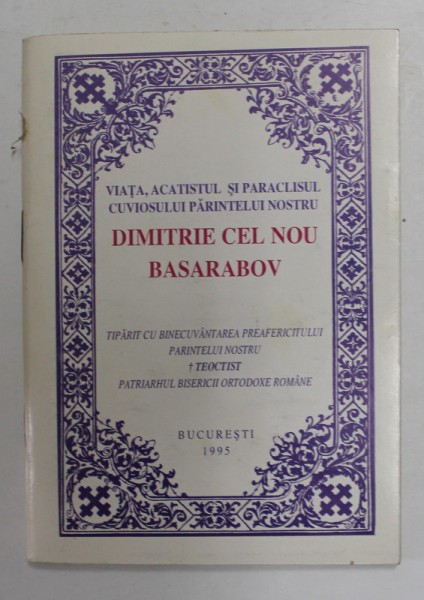 VIAȚA, ACATISTUL ȘI PARACLISUL
CUVIOSULUI PĂRINTELUI NOSTRU
DIMITRIE CEL NOU
BASARABOV
TIPĂRIT CU BINECUVÂNTAREA PREAFERICITULUI
PARINTELUI NOSTRU
† TEOCTIST
PATRIARHUL BISERICII ORTODOXE ROMÂNE
BUCUREȘTI
1995